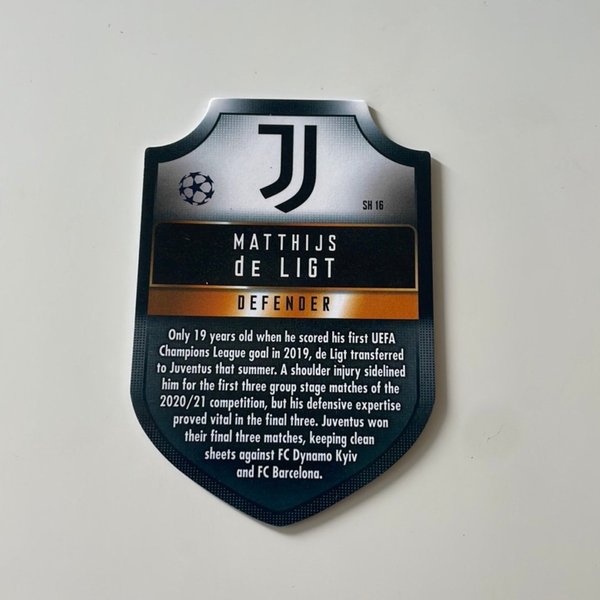 SH 16
MATTHIJS
de LIGT
DEFENDER
Only 19 years old when he scored his first UEFA
Champions League goal in 2019, de Ligt transferred
to Juventus that summer. A shoulder injury sidelined
him for the first three group stage matches of the
2020/21 competition, but his defensive expertise
proved vital in the final three. Juventus won
their final three matches, keeping clean
sheets against FC Dynamo Kyiv
and FC Barcelona.